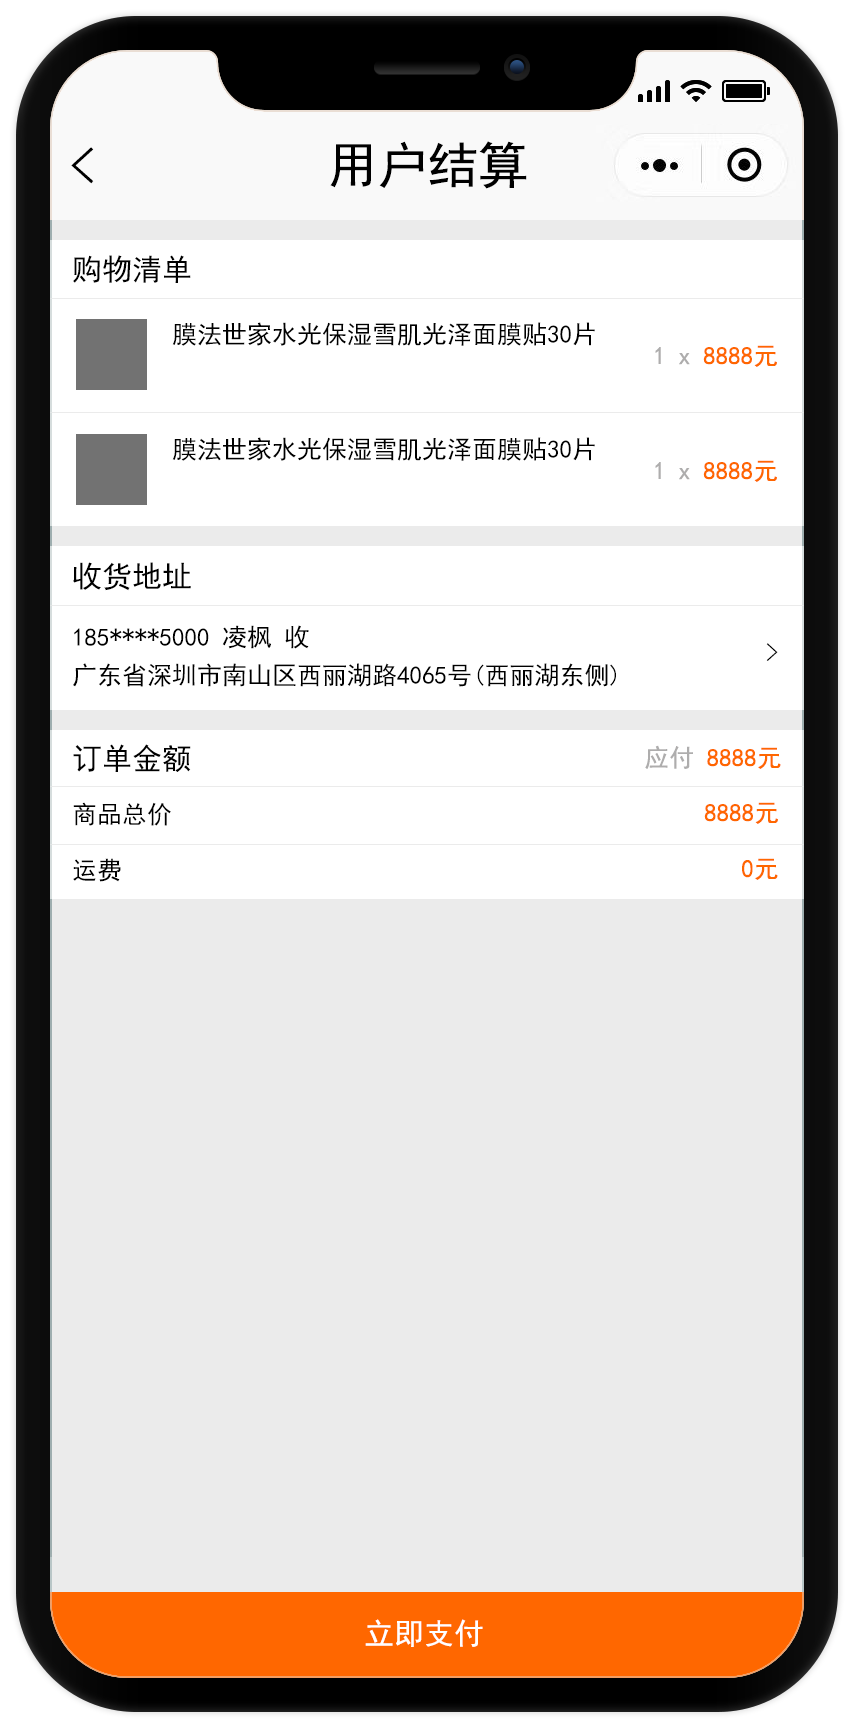 用户结算
购物清单
膜法世家水光保湿雪肌光泽面膜贴30片
1 x 8888元
膜法世家水光保湿雪肌光泽面膜贴30片
1 x 8888元
收货地址
185****5000 凌枫 收
广东省深圳市南山区西丽湖路4065号(西丽湖东侧)
订单金额 应付 8888元
商品总价 8888元
运费 0元
立即支付